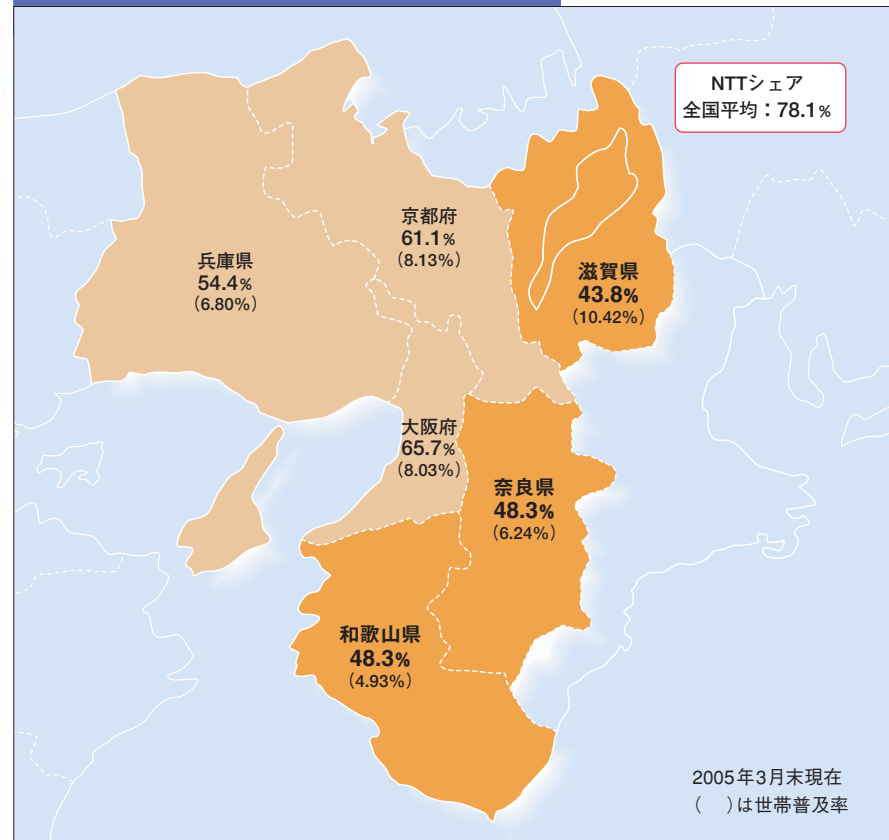 NTTシェア
全国平均：78.1%
京都府
61.1%
(8.13%)
兵庫県
54.4%
(6.80%)
滋賀県
43.8%
(10.42%)
大阪府
65.7%
(8.03%)
奈良県
48.3%
(6.24%)
和歌山県
48.3%
(4.93%)
2005年3月末現在
(　)は世帯普及率